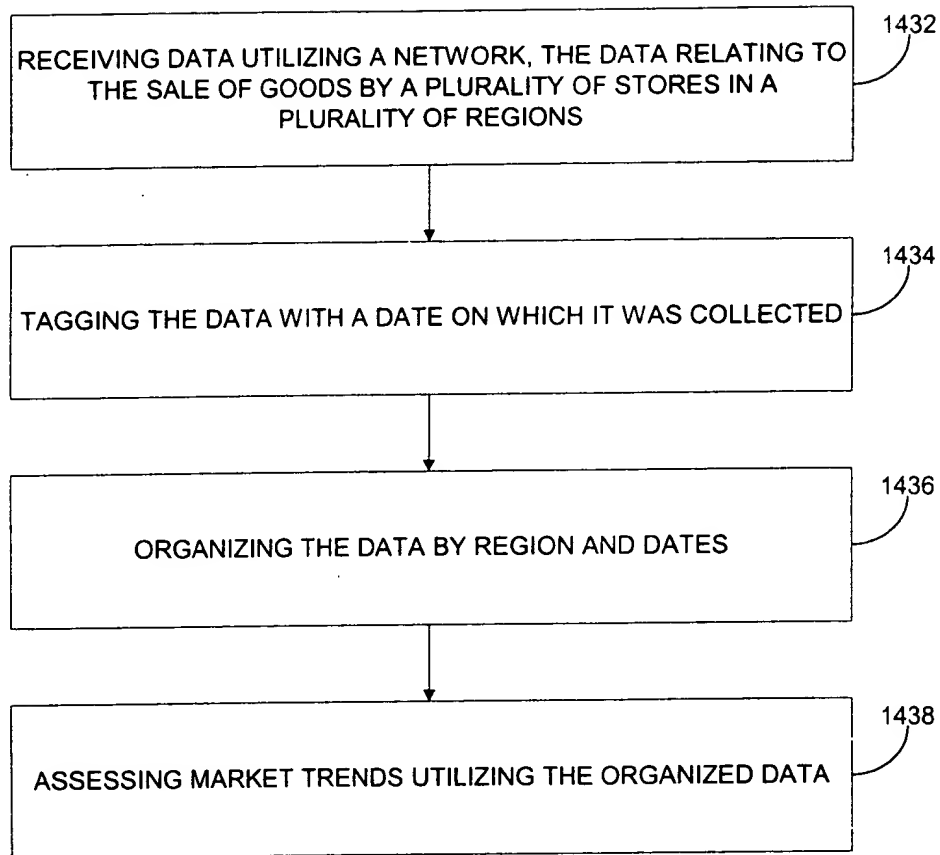 1432
RECEIVING DATA UTILIZING A NETWORK, THE DATA RELATING TO
THE SALE OF GOODS BY A PLURALITY OF STORES IN A
PLURALITY OF REGIONS
1434
TAGGING THE DATA WITH A DATE ON WHICH IT WAS COLLECTED
1436
ORGANIZING THE DATA BY REGION AND DATES
1438
ASSESSING MARKET TRENDS UTILIZING THE ORGANIZED DATA